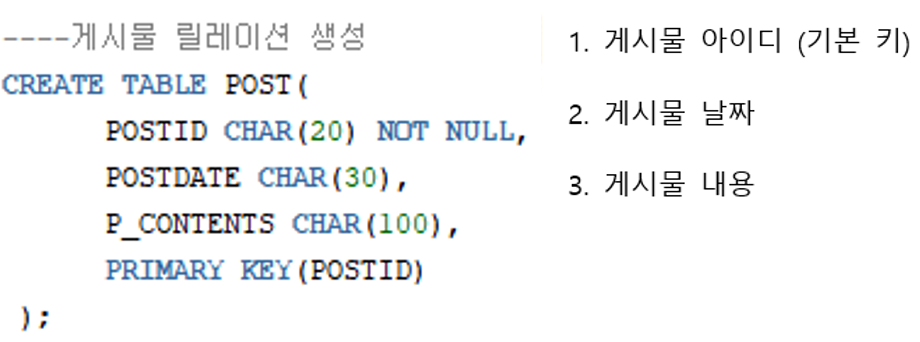 ----게시물 릴레이션 생성
CREATE TABLE POST(
POSTID CHAR(20) NOT NULL,
POSTDATE CHAR(30),
P_CONTENTS CHAR(100),
PRIMARY KEY(POSTID)
);
1. 게시물 아이디 (기본 키)
2. 게시물 날짜
3. 게시물 내용